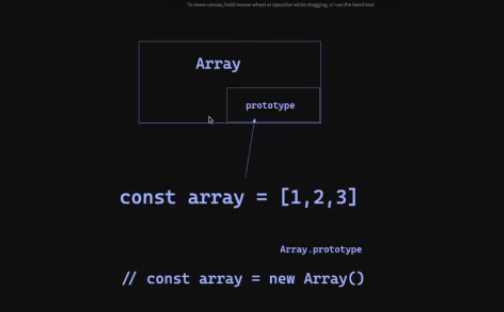 To move canvas, hold mouse wheel or spacebar while dragging, or use the hand tool
Array
prototype
const array = [1,2,3]
Array.prototype
// const array = new Array()